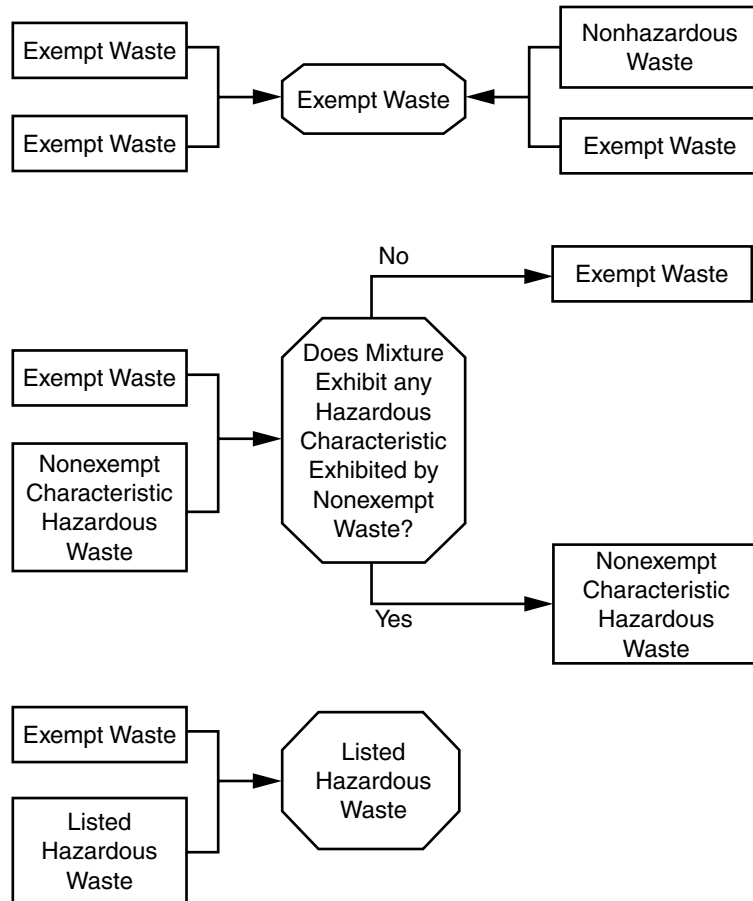 Exempt Waste
Exempt Waste
Exempt Waste
Nonhazardous
Waste
Exempt Waste
Exempt Waste
Nonexempt
Characteristic
Hazardous
Waste
Does Mixture
Exhibit any
Hazardous
Characteristic
Exhibited by
Nonexempt
Waste?
No
Exempt Waste
Yes
Nonexempt
Characteristic
Hazardous
Waste
Exempt Waste
Listed
Hazardous
Waste
Listed
Hazardous
Waste